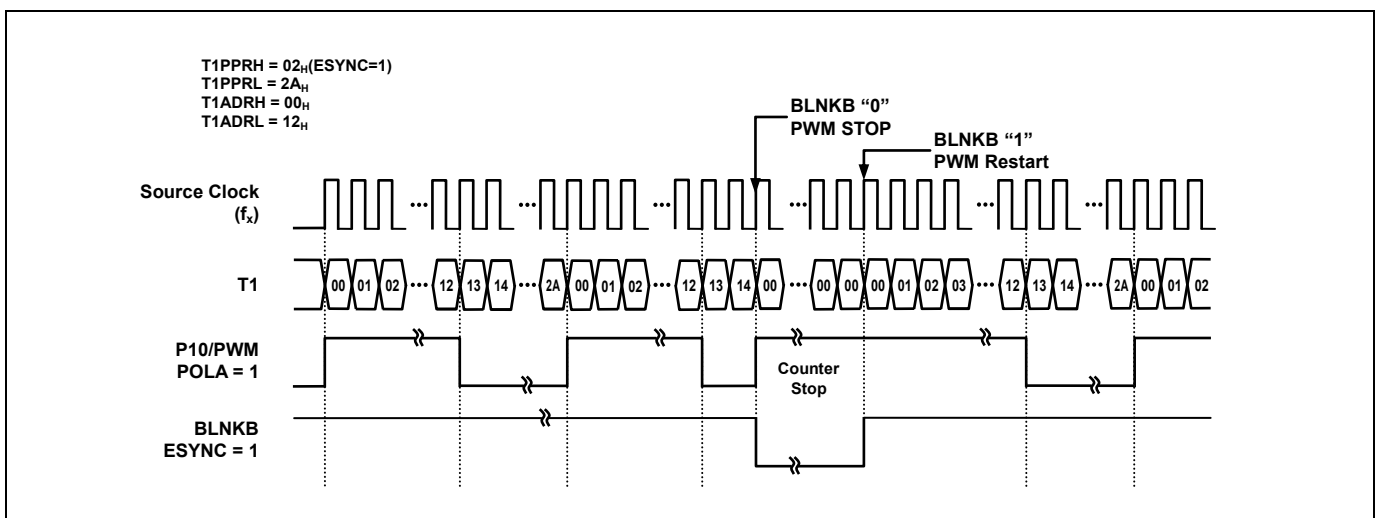 T1PPRH = 02H(ESYNC=1)
T1PPRL = 2AH
T1ADRH = 00H
T1ADRL = 12H
BLNKB “0”
PWM STOP
BLNKB “1”
PWM Restart
Source Clock
(fx)
T1
00 01 02 ··· 12 13 14 ··· 2A 00 01 02 ··· 12 13 14 00 ··· 00 00 00 01 02 03 ··· 12 13 14 ··· 2A 00 01 02
P10/PWM
POLA = 1
Counter
Stop
BLNKB
ESYNC = 1